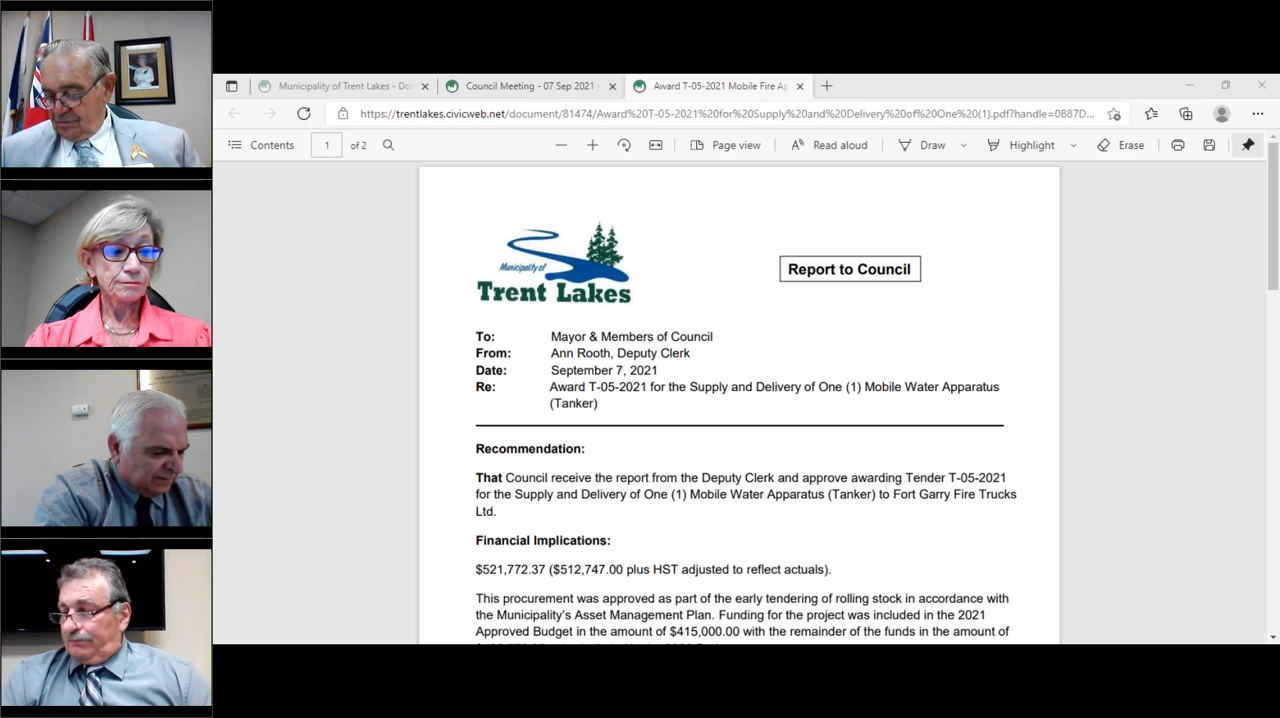 Municipality of Trent Lakes - Doc
Council Meeting - 07 Sep 2021
Award T-05-2021 Mobile Fire Ap
https://trentlakes.civicweb.net/document/81474/Award%20T-05-2021%20for%20Supply%20and%20Delivery%20of%20One%20(1).pdf?handle=0B87D...
Contents
1
of 2
Page view
Read aloud
Draw
Highlight
Erase
Municipality of
Trent Lakes
Report to Council
To: Mayor & Members of Council
From: Ann Rooth, Deputy Clerk
Date: September 7, 2021
Re: Award T-05-2021 for the Supply and Delivery of One (1) Mobile Water Apparatus
(Tanker)
Recommendation:
That Council receive the report from the Deputy Clerk and approve awarding Tender T-05-2021
for the Supply and Delivery of One (1) Mobile Water Apparatus (Tanker) to Fort Garry Fire Trucks
Ltd.
Financial Implications:
$521,772.37 ($512,747.00 plus HST adjusted to reflect actuals).
This procurement was approved as part of the early tendering of rolling stock in accordance with
the Municipality's Asset Management Plan. Funding for the project was included in the 2021
Approved Budget in the amount of $415,000.00 with the remainder of the funds in the amount of